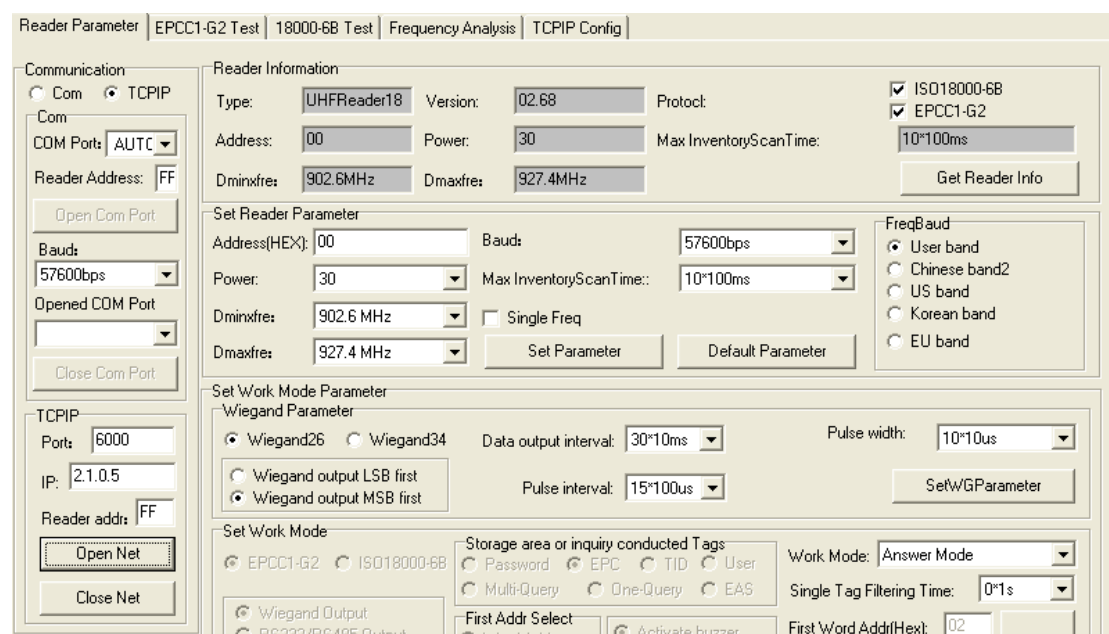 Reader Parameter EPCC1-G2 Test 18000-6B Test Frequency Analysis TCPIP Config
Communication
Com TCPIP
Com
COM Port: AUTO
Reader Address: FF
Open Com Port
Baud:
57600bps
Opened COM Port
Close Com Port
TCPIP
Port: 6000
IP: 2.1.0.5
Reader addr: FF
Open Net
Close Net
Reader Information
Type: UHFReader18 Version: 02.68 Protocl: ISO18000-6B
EPCC1-G2
Address: 00 Power: 30 Max InventoryScanTime: 10*100ms
Dminxfre: 902.6MHz Dmaxfre: 927.4MHz Get Reader Info
Set Reader Parameter
Address(HEX): 00 Baud: 57600bps
Power: 30 Max InventoryScanTime:: 10*100ms
Dminxfre: 902.6 MHz Single Freq
Dmaxfre: 927.4 MHz Set Parameter Default Parameter
FreqBaud
User band
Chinese band2
US band
Korean band
EU band
Set Work Mode Parameter
Wiegand Parameter
Wiegand26 Wiegand34 Data output interval: 30*10ms Pulse width: 10*10us
Wiegand output LSB first
Wiegand output MSB first Pulse interval: 15*100us SetWGParameter
Set Work Mode
EPCC1-G2 ISO18000-6B
Storage area or inquiry conducted Tags
Password EPC TID User
Multi-Query One-Query EAS
Work Mode: Answer Mode
Single Tag Filtering Time: 0*1s
Wiegand Output
RS232/RS485 Output
First Addr Select
Activate buzzer
First Word Addr(Hex): 02